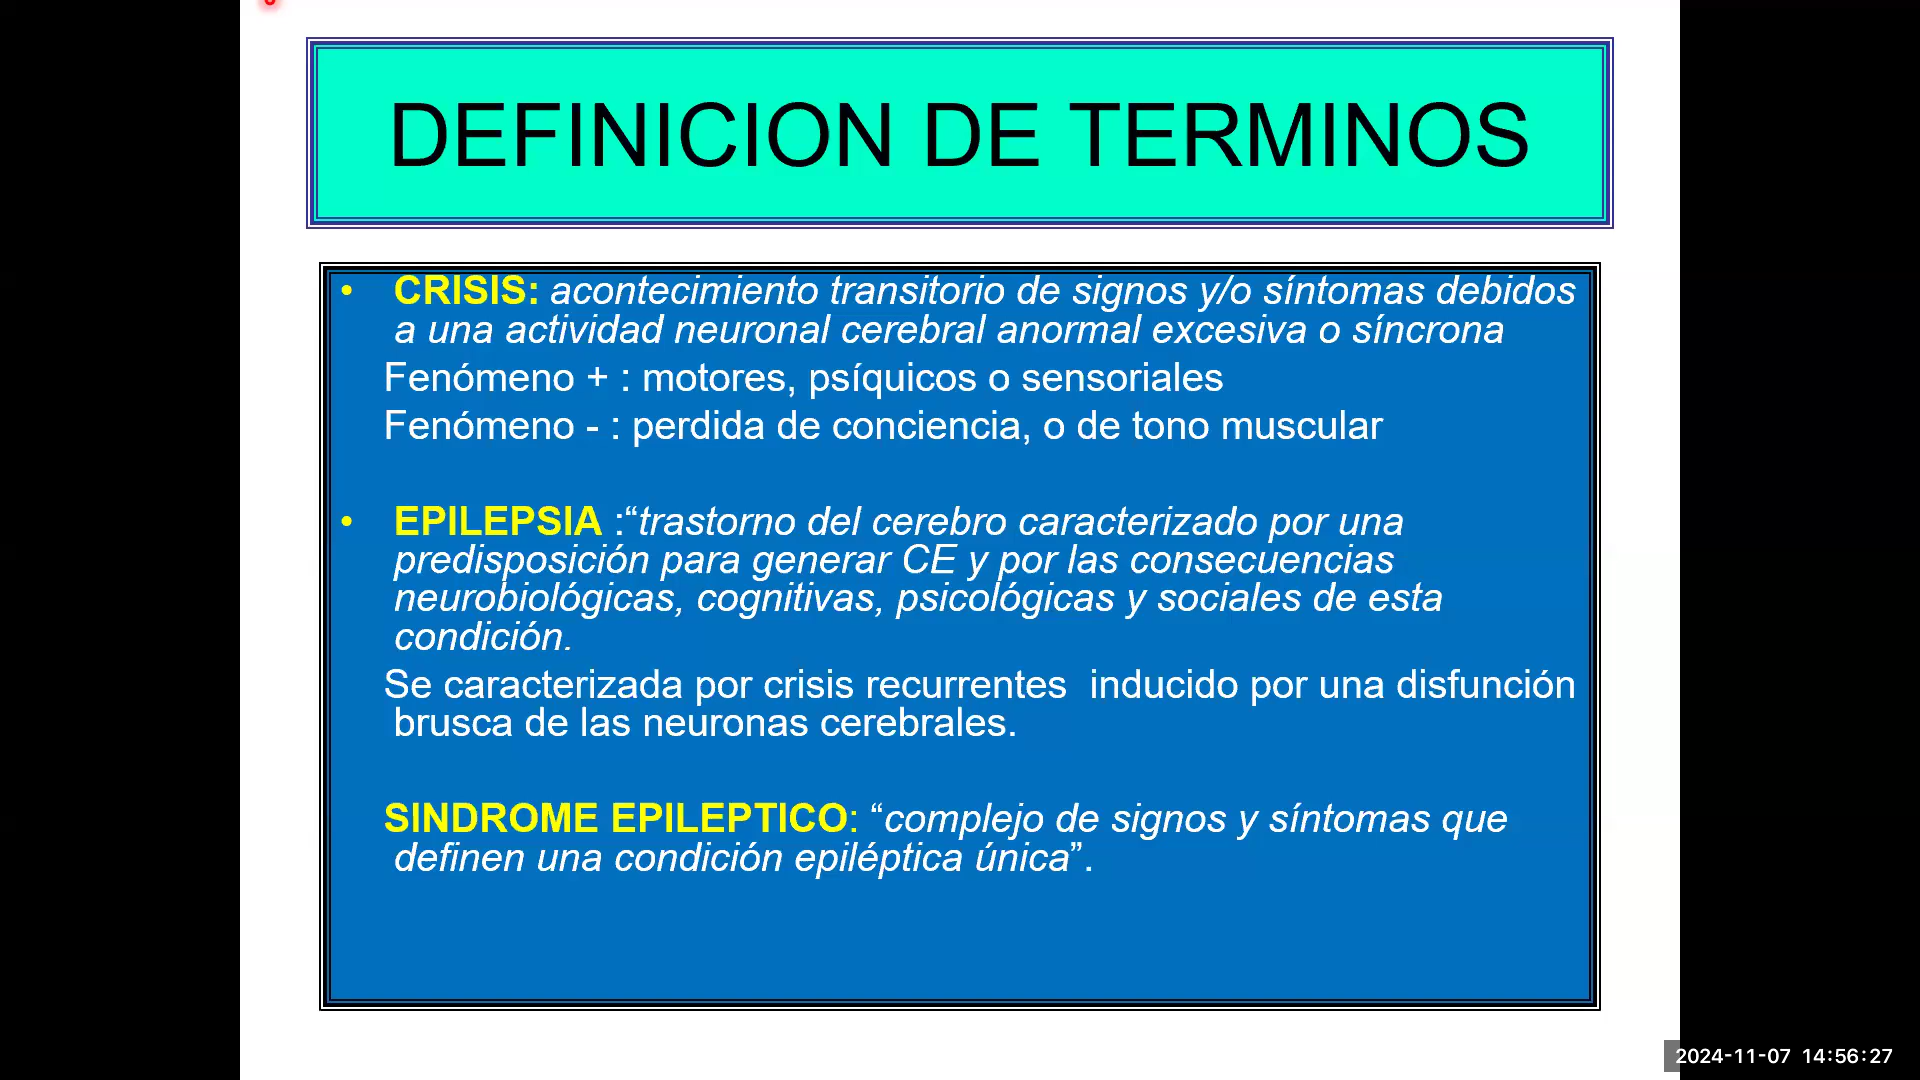 DEFINICION DE TERMINOS
• CRISIS: acontecimiento transitorio de signos y/o síntomas debidos
a una actividad neuronal cerebral anormal excesiva o síncrona
Fenómeno + : motores, psíquicos o sensoriales
Fenómeno - : perdida de conciencia, o de tono muscular
• EPILEPSIA :“trastorno del cerebro caracterizado por una
predisposición para generar CE y por las consecuencias
neurobiológicas, cognitivas, psicológicas y sociales de esta
condición.
Se caracterizada por crisis recurrentes  inducido por una disfunción
brusca de las neuronas cerebrales.
SINDROME EPILEPTICO: “complejo de signos y síntomas que
definen una condición epiléptica única”.
2024-11-07 14:56:27